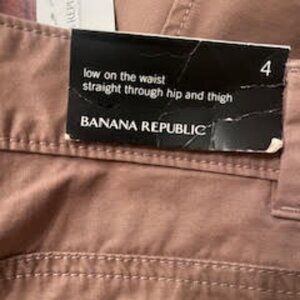 4
low on the waist
straight through hip and thigh
BANANA REPUBLIC